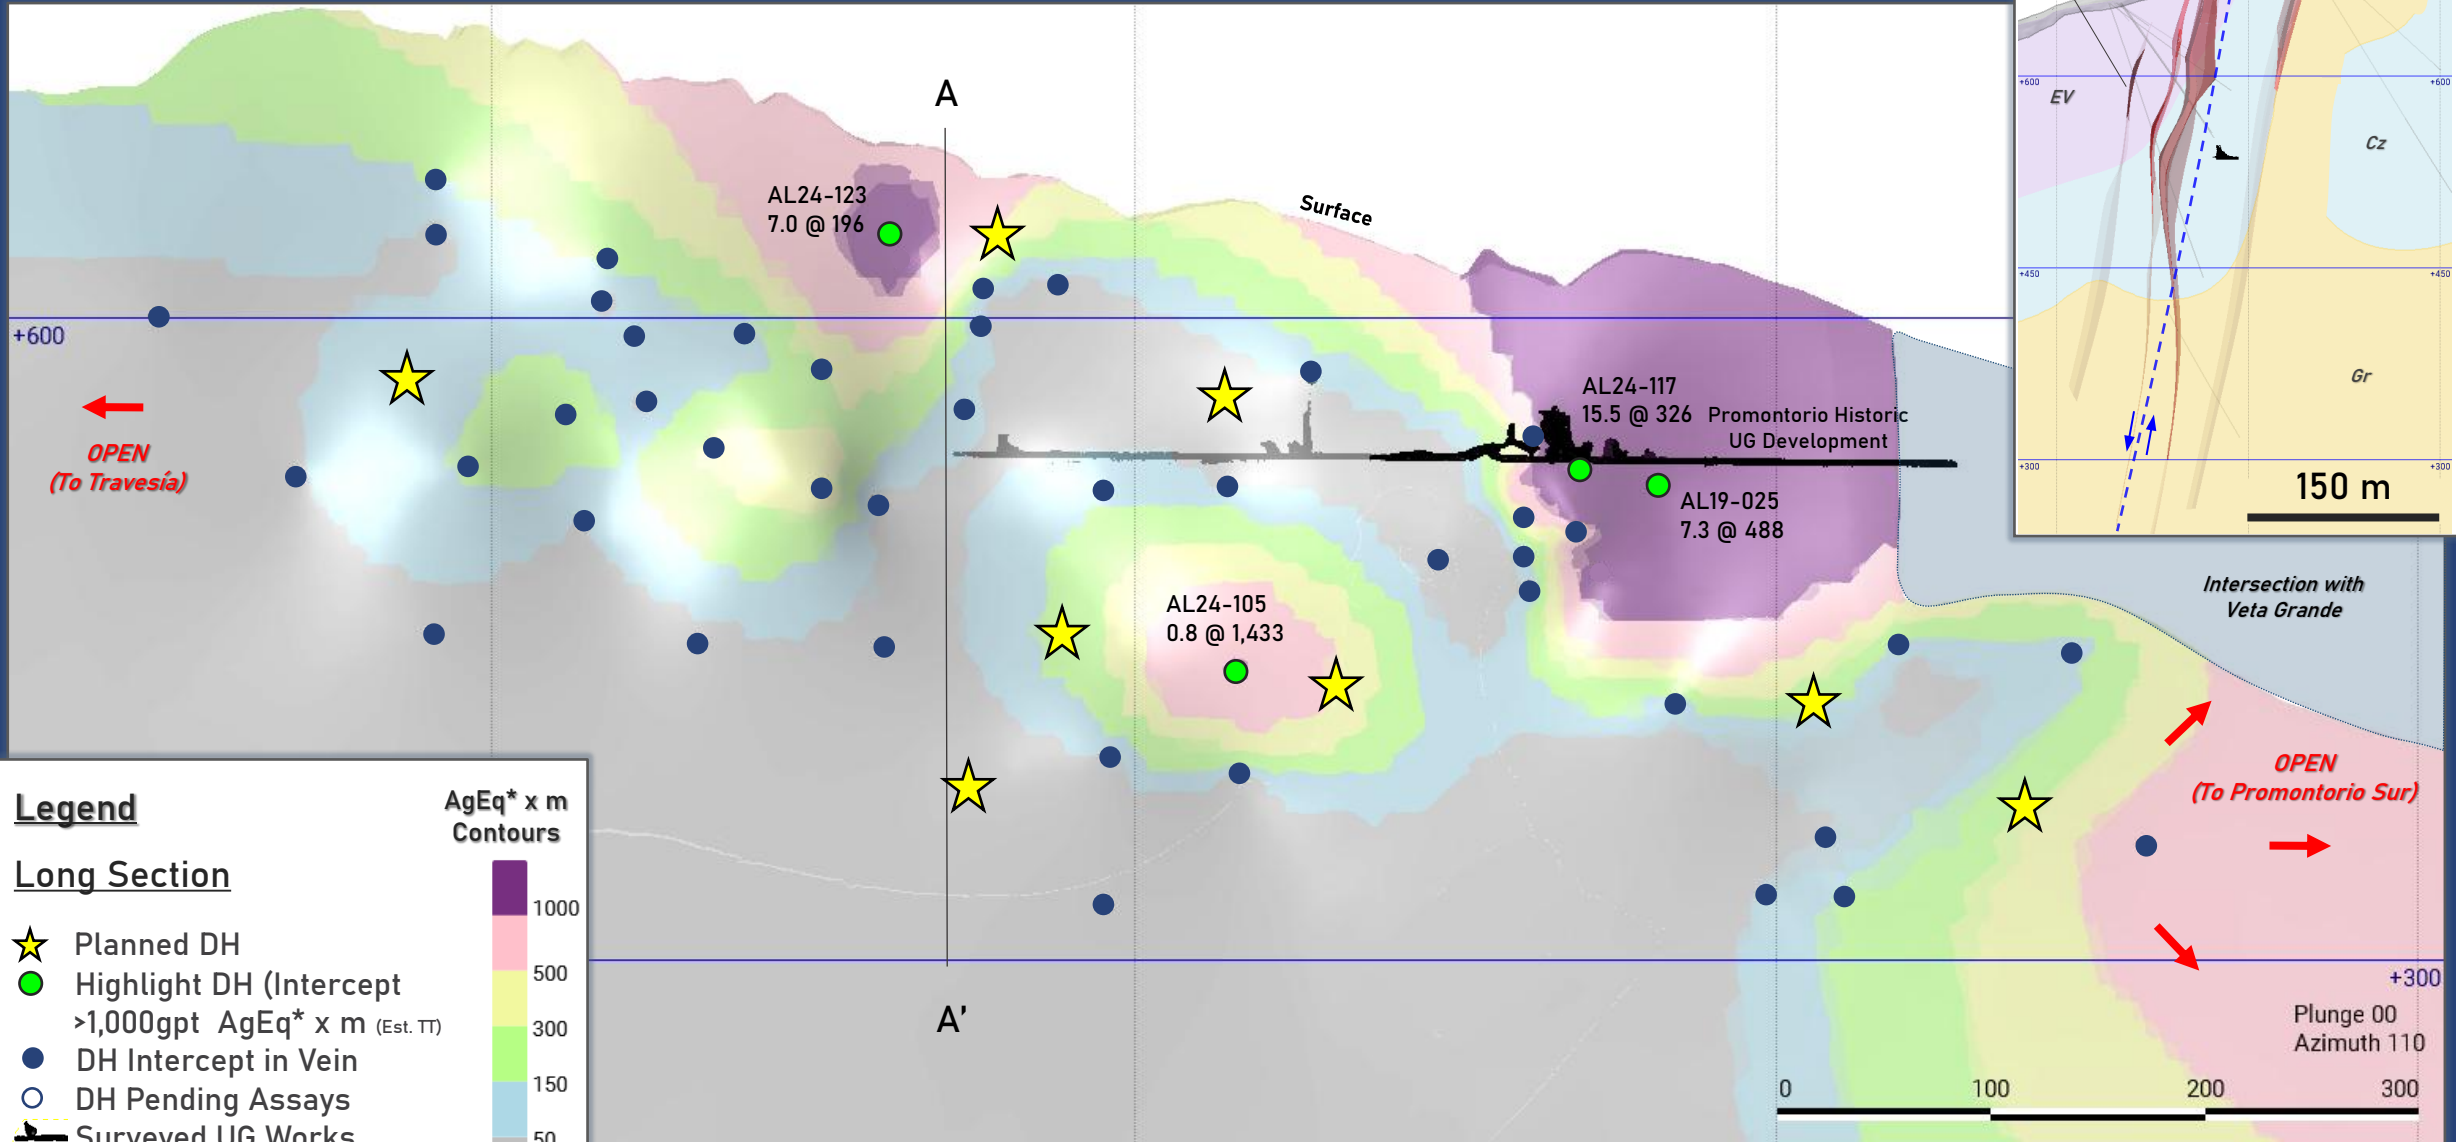 A
AL24-123
7.0 @ 196
Surface
+600
OPEN
(To Travesía)
AL24-117
15.5 @ 326
Promontorio Historic
UG Development
AL19-025
7.3 @ 488
AL24-105
0.8 @ 1,433
Intersection with
Veta Grande
OPEN
(To Promontorio Sur)
+300
Plunge 00
Azimuth 110
0 100 200 300
A’
EV
Cz
Gr
+600 +600
+450 +450
+300 +300
150 m
Legend
Long Section
Planned DH
Highlight DH (Intercept
>1,000gpt AgEq* x m (Est. TT)
DH Intercept in Vein
DH Pending Assays
Surveyed UG Works
AgEq* x m
Contours
1000
500
300
150
50